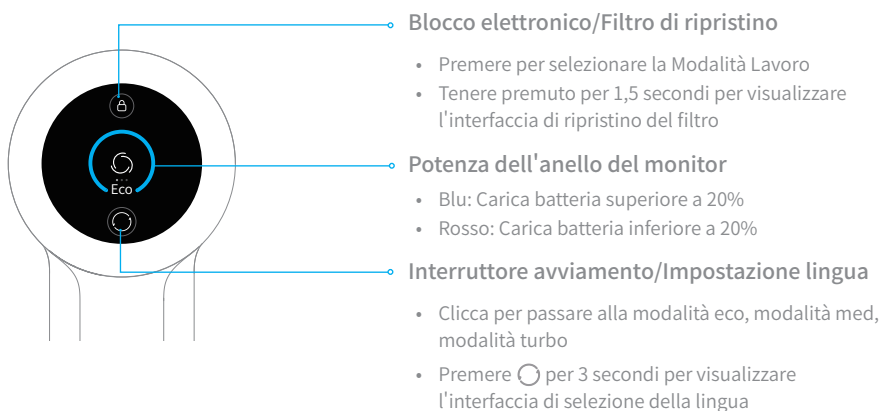 Blocco elettronico/Filtro di ripristino
• Premere per selezionare la Modalità Lavoro
• Tenere premuto per 1,5 secondi per visualizzare
l'interfaccia di ripristino del filtro
Eco
Potenza dell'anello del monitor
• Blu: Carica batteria superiore a 20%
• Rosso: Carica batteria inferiore a 20%
Interruttore avviamento/Impostazione lingua
• Clicca per passare alla modalità eco, modalità med,
modalità turbo
• Premere per 3 secondi per visualizzare
l'interfaccia di selezione della lingua